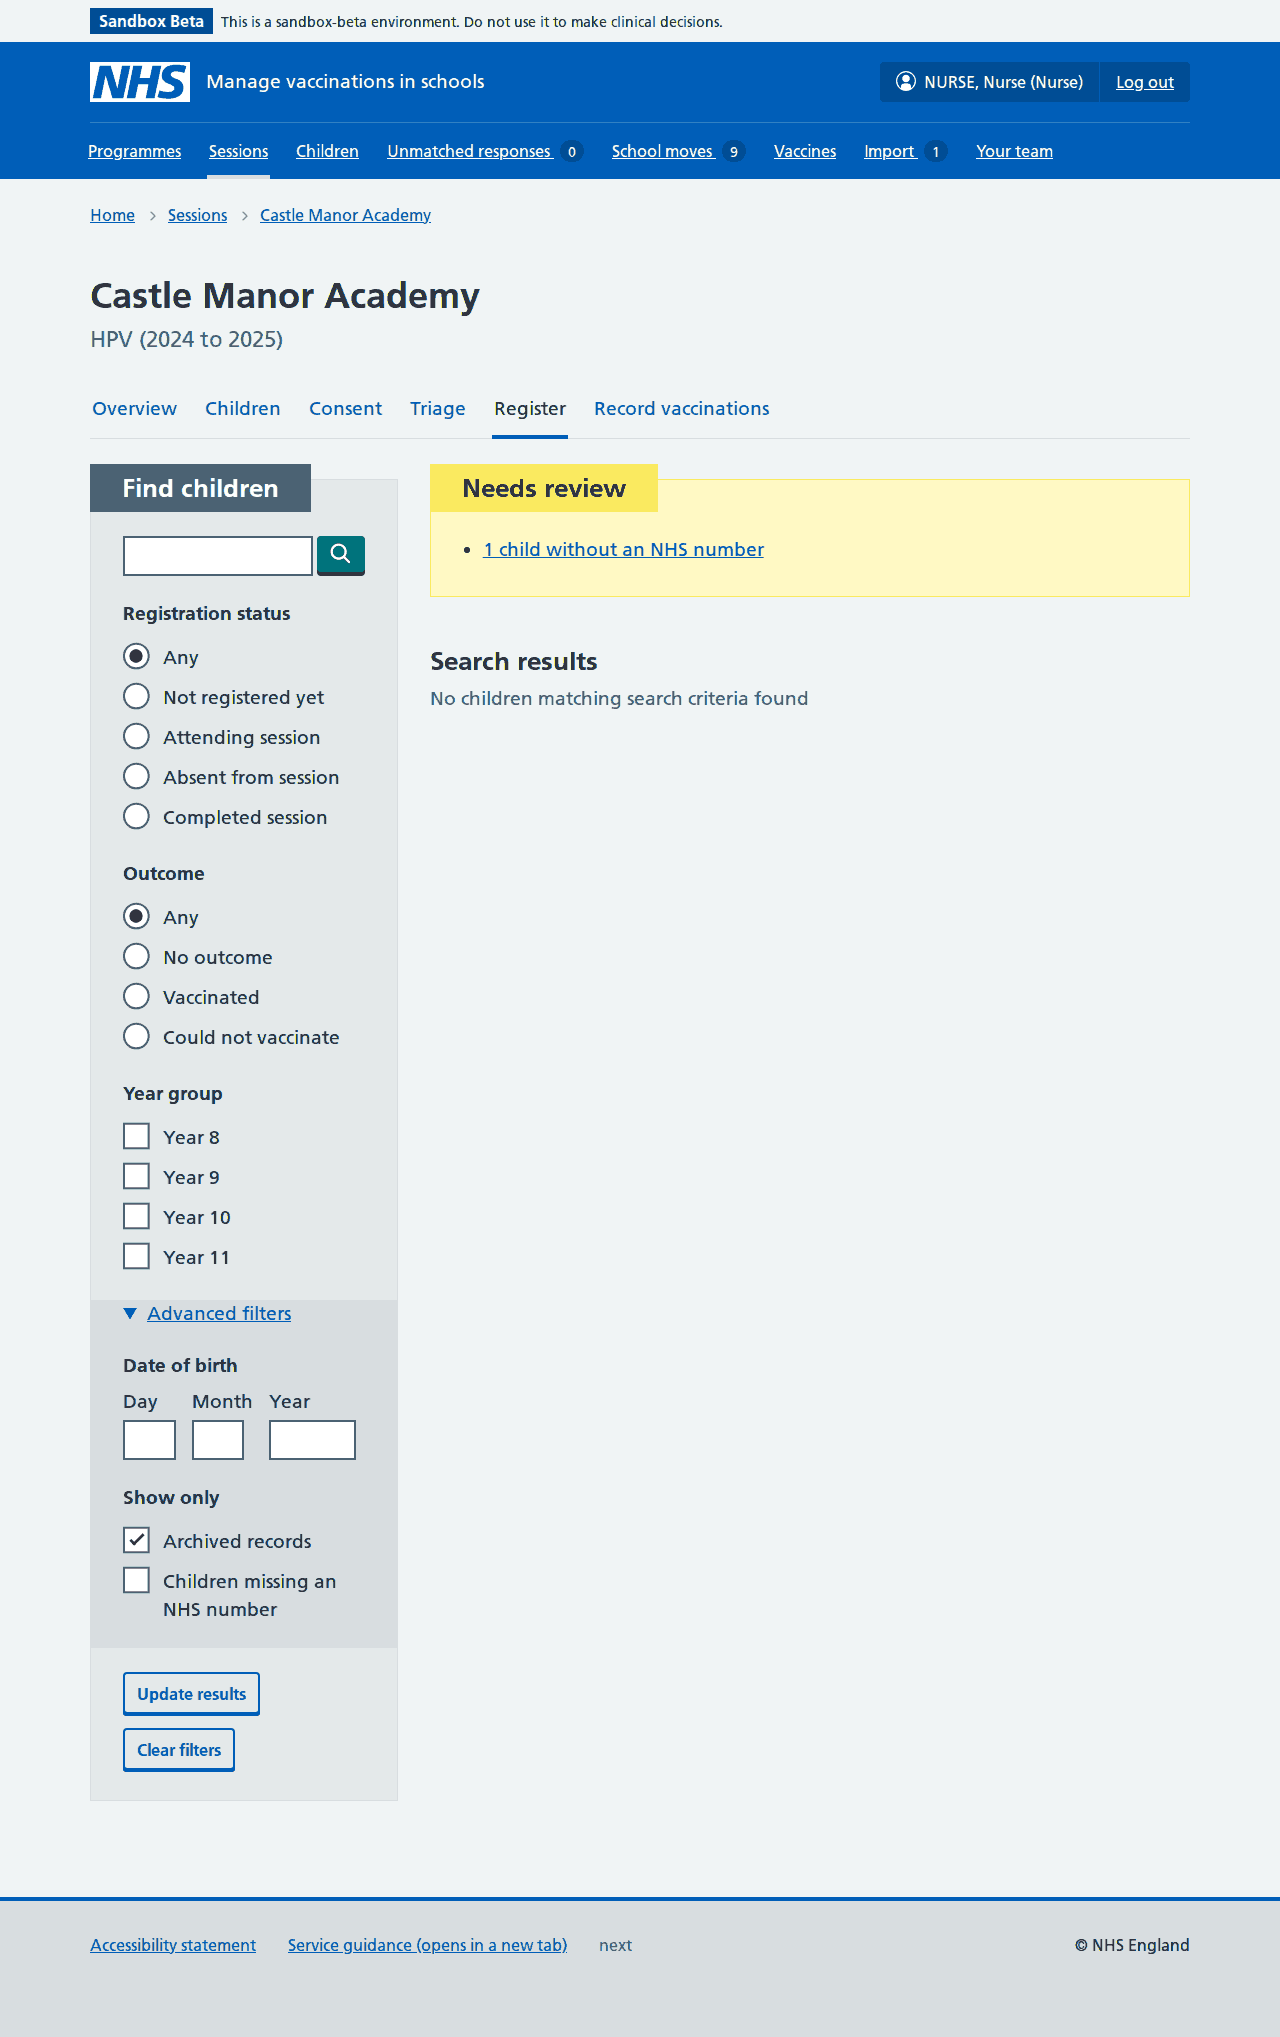 Sandbox Beta This is a sandbox-beta environment. Do not use it to make clinical decisions.
NHS Manage vaccinations in schools NURSE, Nurse (Nurse) Log out
Programmes Sessions Children Unmatched responses 0 School moves 9 Vaccines Import 1 Your team
Home Sessions Castle Manor Academy
Castle Manor Academy
HPV (2024 to 2025)
Overview Children Consent Triage Register Record vaccinations
Find children
Registration status
Any
Not registered yet
Attending session
Absent from session
Completed session
Outcome
Any
No outcome
Vaccinated
Could not vaccinate
Year group
Year 8
Year 9
Year 10
Year 11
Advanced filters
Date of birth
Day Month Year
Show only
Archived records
Children missing an
NHS number
Update results
Clear filters
Needs review
1 child without an NHS number
Search results
No children matching search criteria found
Accessibility statement Service guidance (opens in a new tab) next © NHS England